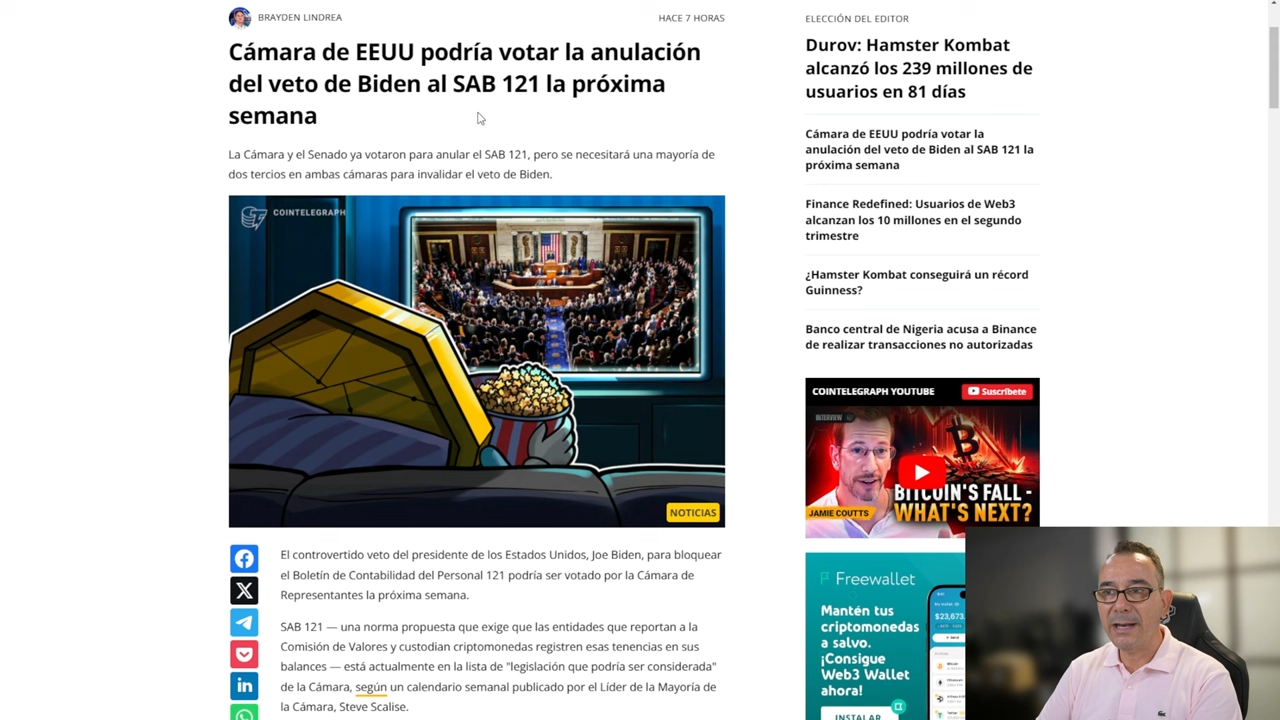 BRAYDEN LINDREA
HACE 7 HORAS
Cámara de EEUU podría votar la anulación
del veto de Biden al SAB 121 la próxima
semana
La Cámara y el Senado ya votaron para anular el SAB 121, pero se necesitará una mayoría de
dos tercios en ambas cámaras para invalidar el veto de Biden.
COINTELEGRAPH
NOTICIAS
El controvertido veto del presidente de los Estados Unidos, Joe Biden, para bloquear
el Boletín de Contabilidad del Personal 121 podría ser votado por la Cámara de
Representantes la próxima semana.
SAB 121 — una norma propuesta que exige que las entidades que reportan a la
Comisión de Valores y custodian criptomonedas registren esas tenencias en sus
balances — está actualmente en la lista de "legislación que podría ser considerada"
de la Cámara, según un calendario semanal publicado por el Líder de la Mayoría de
la Cámara, Steve Scalise.
ELECCIÓN DEL EDITOR
Durov: Hamster Kombat
alcanzó los 239 millones de
usuarios en 81 días
Cámara de EEUU podría votar la
anulación del veto de Biden al SAB 121 la
próxima semana
Finance Redefined: Usuarios de Web3
alcanzan los 10 millones en el segundo
trimestre
¿Hamster Kombat conseguirá un récord
Guinness?
Banco central de Nigeria acusa a Binance
de realizar transacciones no autorizadas
COINTELEGRAPH YOUTUBE
Suscríbete
INTERVIEW
BITCOIN'S FALL -
WHAT'S NEXT?
JAMIE COUTTS
Freewallet
Mantén tus
criptomonedas
a salvo.
¡Consigue
Web3 Wallet
ahora!
INSTALAR
$23,673